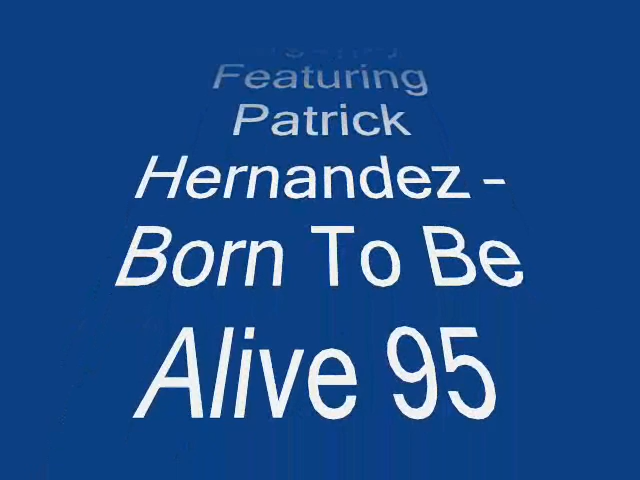 Featuring
Patrick
Hernandez -
Born To Be
Alive 95